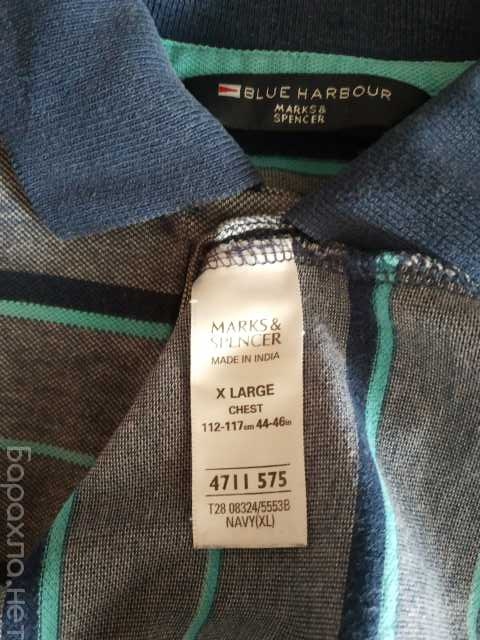 BLUE HARBOUR
MARKS &
SPENCER
MARKS &
SPENCER
MADE IN INDIA
X LARGE
CHEST
112-117cm 44-46in
4711 575
T28 08324/5553B
NAVY(XL)
барохло.нет